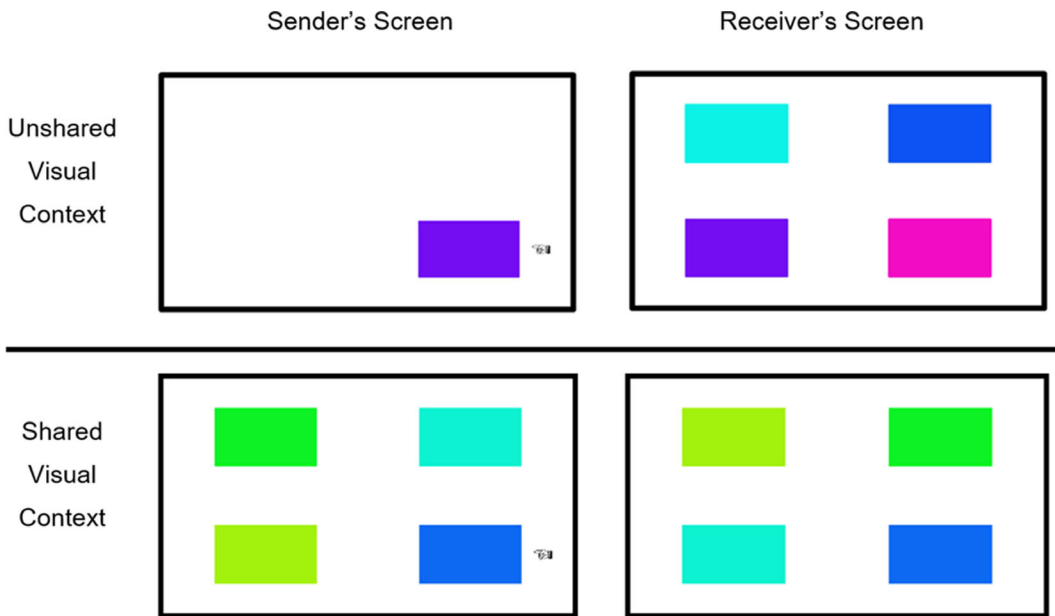 Sender’s Screen
Receiver’s Screen
Unshared
Visual
Context
Shared
Visual
Context